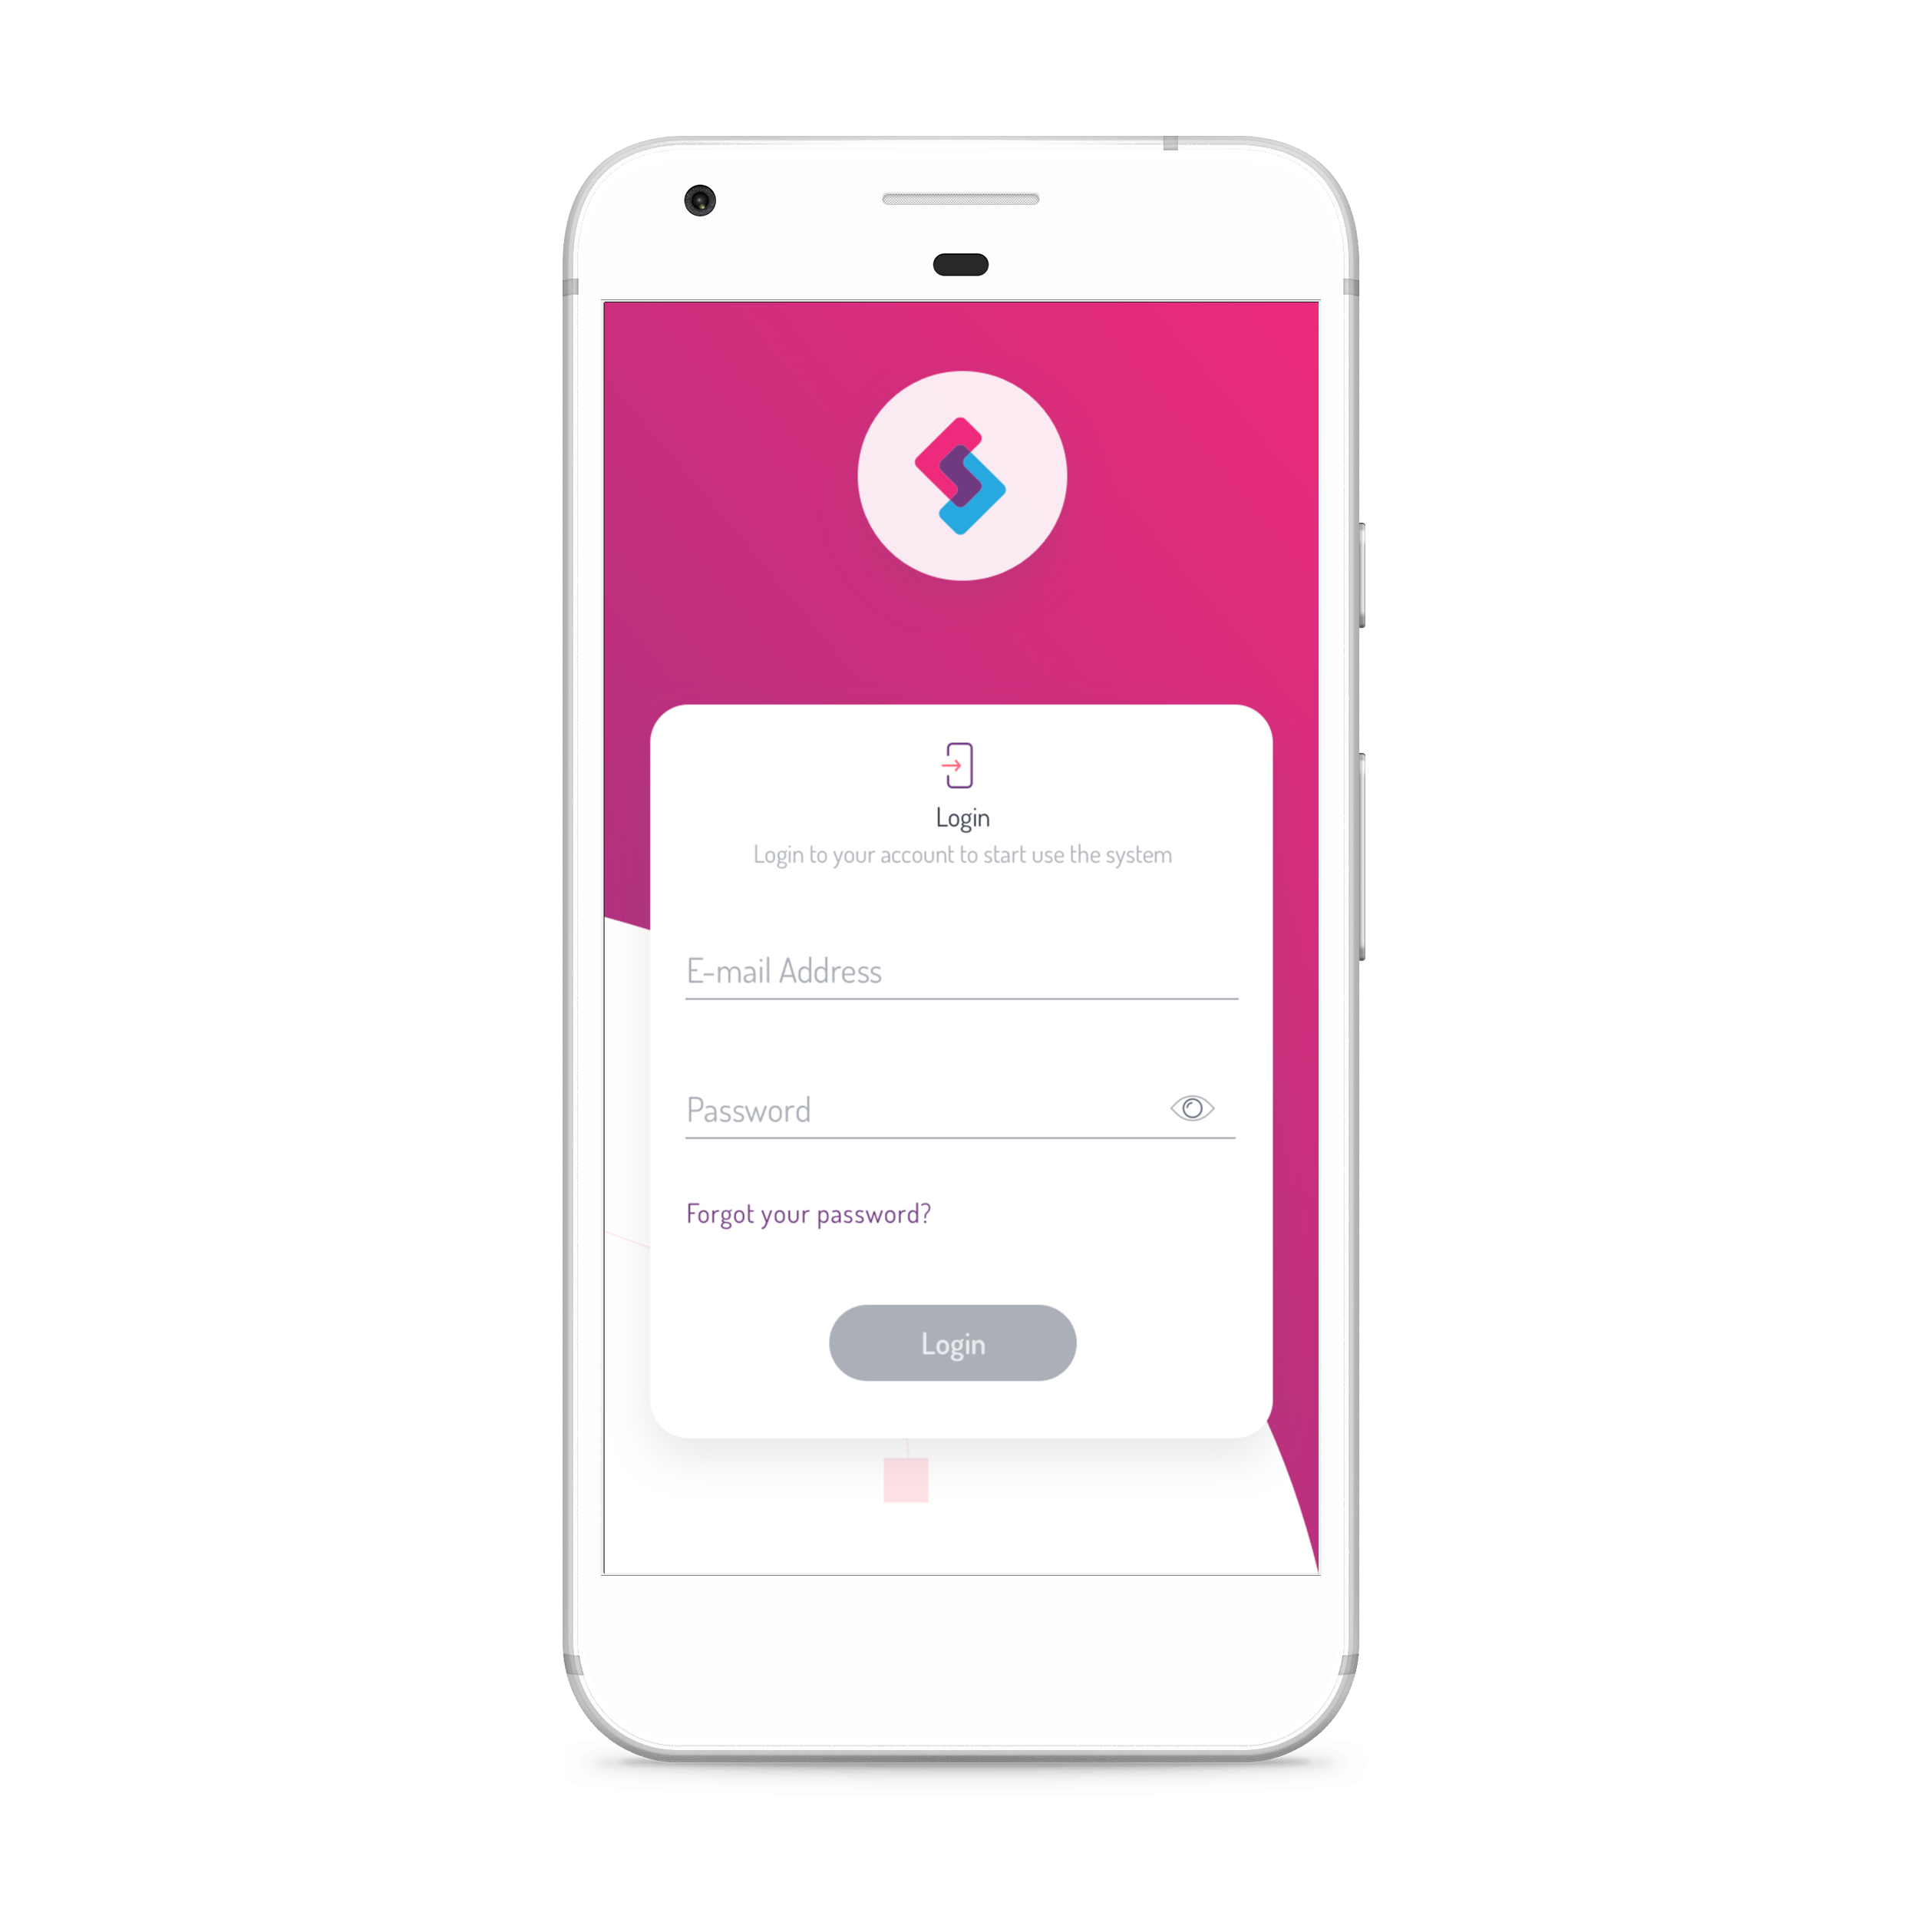 Login
Login to your account to start use the system
E-mail Address
Password
Forgot your password?
Login